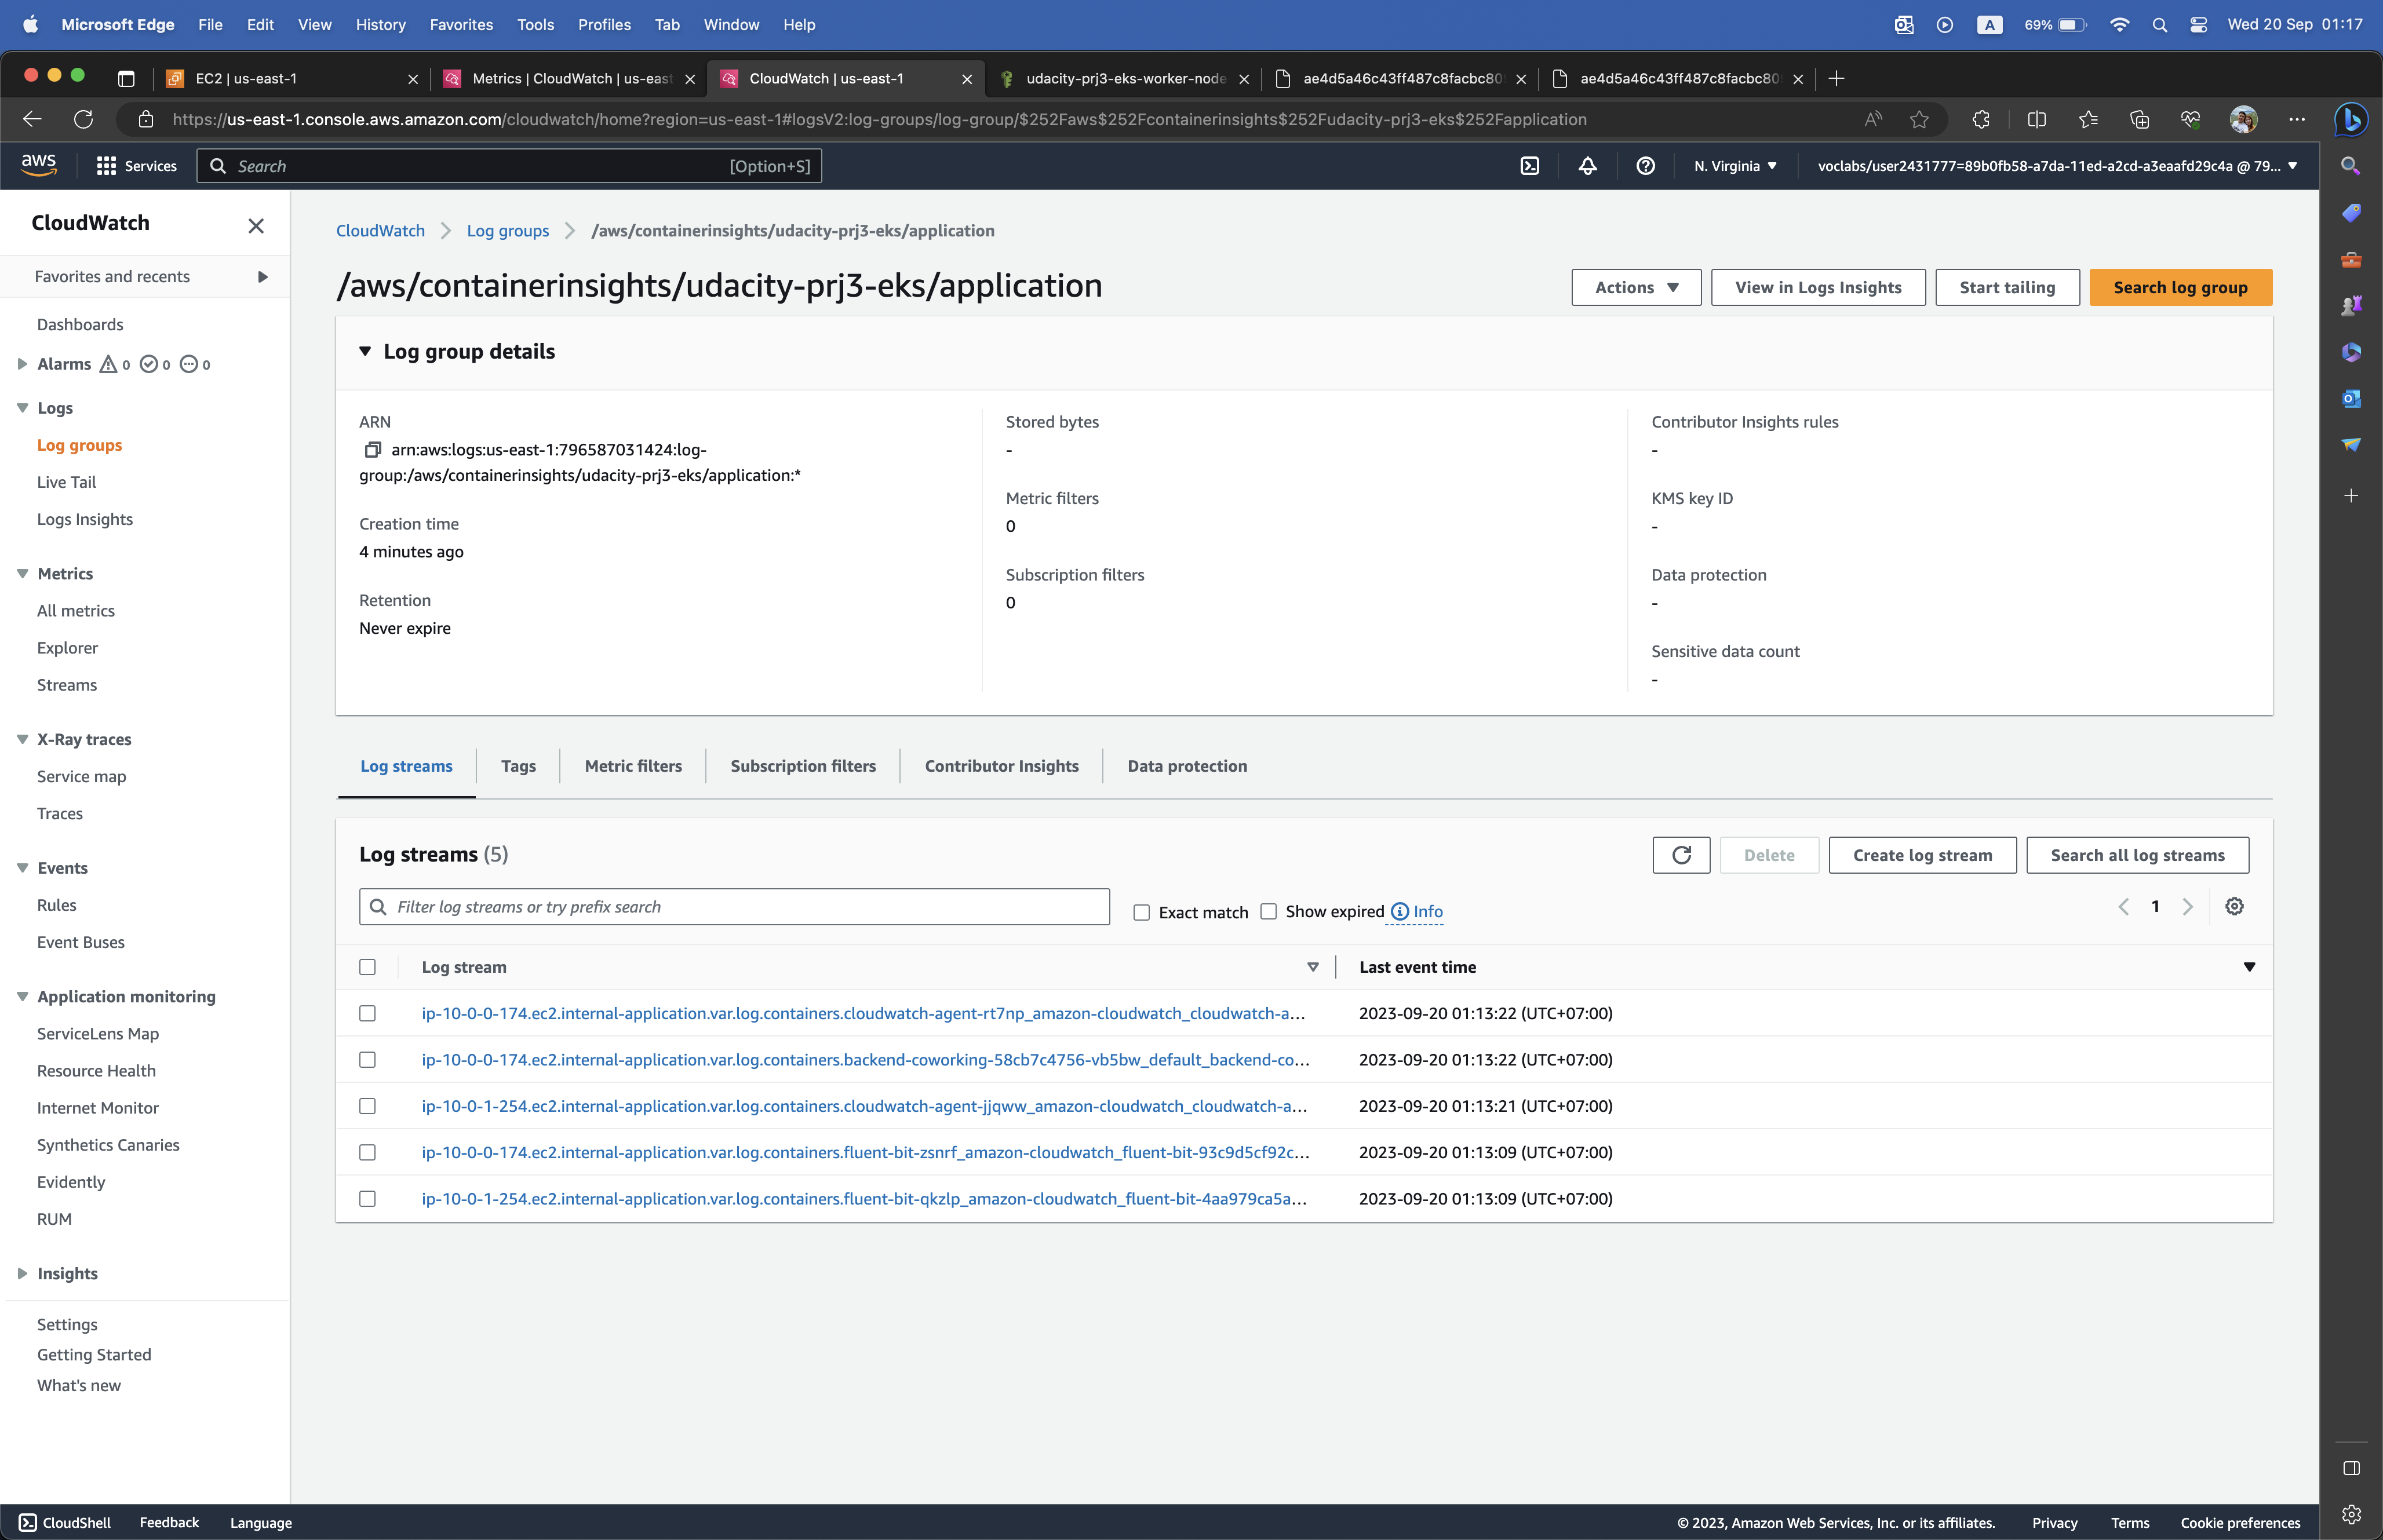 Microsoft Edge File Edit View History Favorites Tools Profiles Tab Window Help A 69% Wed 20 Sep 01:17
EC2 | us-east-1
Metrics | CloudWatch | us-east
CloudWatch | us-east-1
udacity-prj3-eks-worker-node
ae4d5a46c43ff487c8facbc80
ae4d5a46c43ff487c8facbc80
https://us-east-1.console.aws.amazon.com/cloudwatch/home?region=us-east-1#logsV2:log-groups/log-group/$252Faws$252Fcontainerinsights$252Fudacity-prj3-eks$252Fapplication
aws Services Search [Option+S] N. Virginia voclabs/user2431777=89b0fb58-a7da-11ed-a2cd-a3eaafd29c4a @ 79...
CloudWatch
Favorites and recents
Dashboards
Alarms 0 0 0
Logs
Log groups
Live Tail
Logs Insights
Metrics
All metrics
Explorer
Streams
X-Ray traces
Service map
Traces
Events
Rules
Event Buses
Application monitoring
ServiceLens Map
Resource Health
Internet Monitor
Synthetics Canaries
Evidently
RUM
Insights
Settings
Getting Started
What's new
CloudWatch Log groups /aws/containerinsights/udacity-prj3-eks/application
/aws/containerinsights/udacity-prj3-eks/application
Actions View in Logs Insights Start tailing Search log group
Log group details
ARN
arn:aws:logs:us-east-1:796587031424:log-
group:/aws/containerinsights/udacity-prj3-eks/application:*
Creation time
4 minutes ago
Retention
Never expire
Stored bytes
-
Metric filters
0
Subscription filters
0
Contributor Insights rules
-
KMS key ID
-
Data protection
-
Sensitive data count
-
Log streams Tags Metric filters Subscription filters Contributor Insights Data protection
Log streams (5)
Delete Create log stream Search all log streams
Filter log streams or try prefix search Exact match Show expired Info 1
Log stream Last event time
ip-10-0-0-174.ec2.internal-application.var.log.containers.cloudwatch-agent-rt7np_amazon-cloudwatch_cloudwatch-a... 2023-09-20 01:13:22 (UTC+07:00)
ip-10-0-0-174.ec2.internal-application.var.log.containers.backend-coworking-58cb7c4756-vb5bw_default_backend-co... 2023-09-20 01:13:22 (UTC+07:00)
ip-10-0-1-254.ec2.internal-application.var.log.containers.cloudwatch-agent-jjqww_amazon-cloudwatch_cloudwatch-a... 2023-09-20 01:13:21 (UTC+07:00)
ip-10-0-0-174.ec2.internal-application.var.log.containers.fluent-bit-zsnrf_amazon-cloudwatch_fluent-bit-93c9d5cf92c... 2023-09-20 01:13:09 (UTC+07:00)
ip-10-0-1-254.ec2.internal-application.var.log.containers.fluent-bit-qkzlp_amazon-cloudwatch_fluent-bit-4aa979ca5a... 2023-09-20 01:13:09 (UTC+07:00)
CloudShell Feedback Language © 2023, Amazon Web Services, Inc. or its affiliates. Privacy Terms Cookie preferences